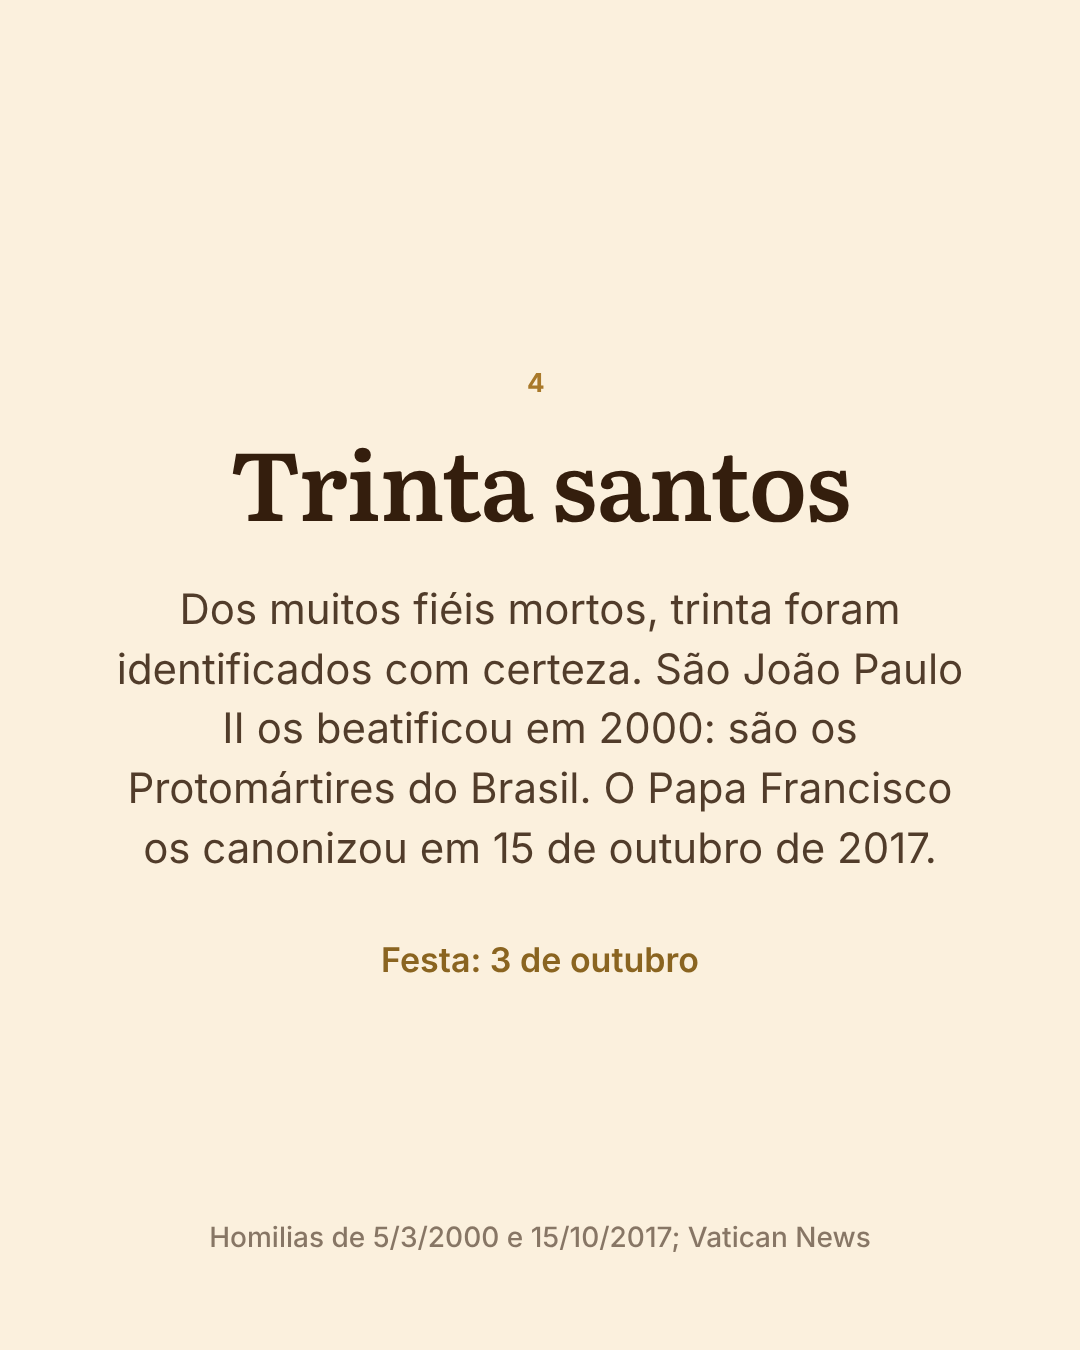 4
Trinta santos
Dos muitos fiéis mortos, trinta foram
identificados com certeza. São João Paulo
II os beatificou em 2000: são os
Protomártires do Brasil. O Papa Francisco
os canonizou em 15 de outubro de 2017.
Festa: 3 de outubro
Homilias de 5/3/2000 e 15/10/2017; Vatican News